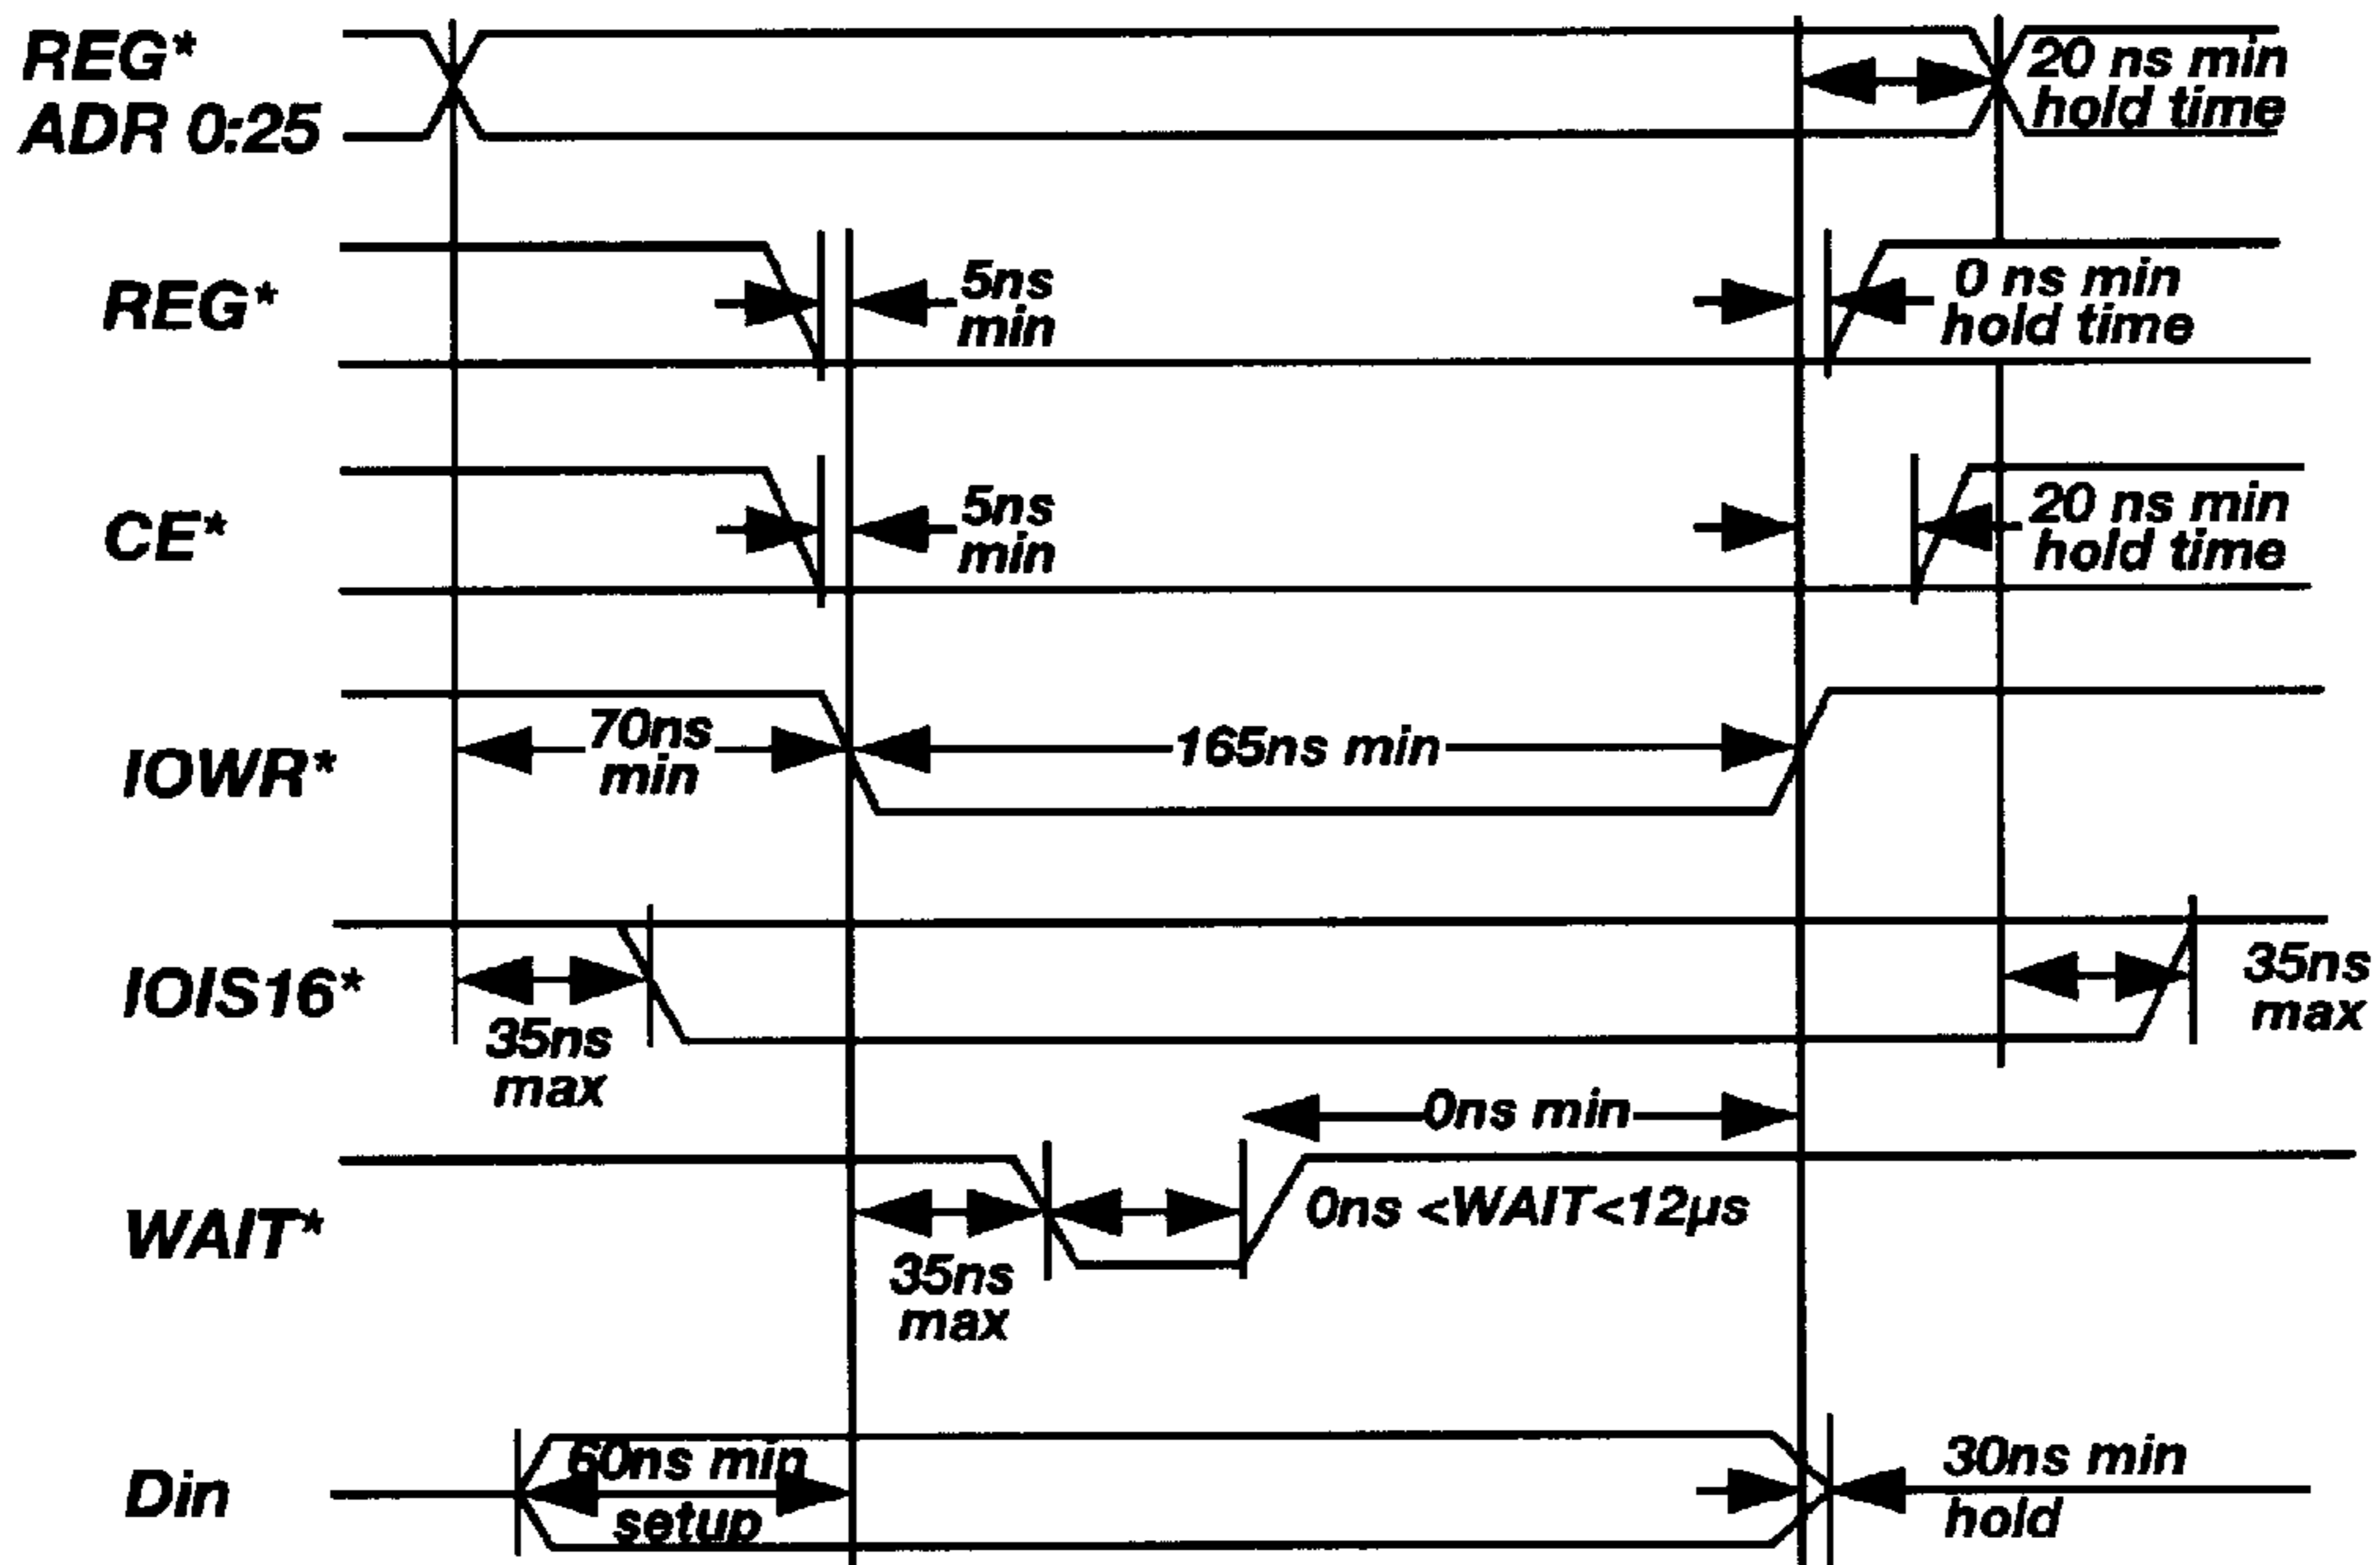 REG*
ADR 0:25
20 ns min
hold time
REG*
5ns
min
0 ns min
hold time
CE*
5ns
min
20 ns min
hold time
IOWR*
70ns
min
165ns min
IOIS16*
35ns
max
35ns
max
0ns min
WAIT*
35ns
max
0ns <WAIT<12µs
Din
60ns min
setup
30ns min
hold